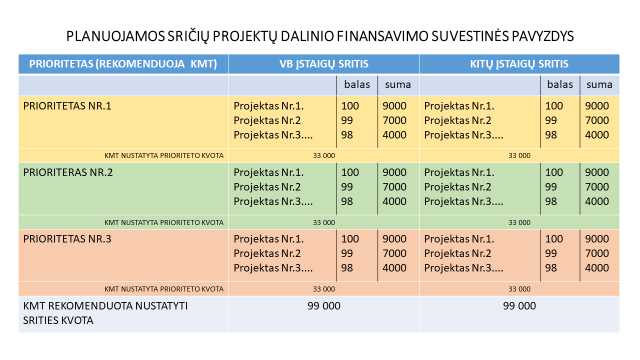 PLANUOJAMOS SRIČIŲ PROJEKTŲ DALINIO FINANSAVIMO SUVESTINĖS PAVYZDYS
PRIORITETAS (REKOMENDUOJA KMT) VB ĮSTAIGŲ SRITIS KITŲ ĮSTAIGŲ SRITIS
balas suma balas suma
PRIORITETAS NR.1 Projektas Nr.1. 100 9000 Projektas Nr.1. 100 9000
Projektas Nr.2 99 7000 Projektas Nr.2 99 7000
Projektas Nr.3.... 98 4000 Projektas Nr.3.... 98 4000
KMT NUSTATYTA PRIORITETO KVOTA 33 000 33 000
PRIORITERAS NR.2 Projektas Nr.1. 100 9000 Projektas Nr.1. 100 9000
Projektas Nr.2 99 7000 Projektas Nr.2 99 7000
Projektas Nr.3.... 98 4000 Projektas Nr.3.... 98 4000
KMT NUSTATYTA PRIORITETO KVOTA 33 000 33 000
PRIORITETAS NR.3 Projektas Nr.1. 100 9000 Projektas Nr.1. 100 9000
Projektas Nr.2 99 7000 Projektas Nr.2 99 7000
Projektas Nr.3.... 98 4000 Projektas Nr.3.... 98 4000
KMT NUSTATYTA PRIORITETO KVOTA 33 000 33 000
KMT REKOMENDUOTA NUSTATYTI 99 000 99 000
SRITIES KVOTA